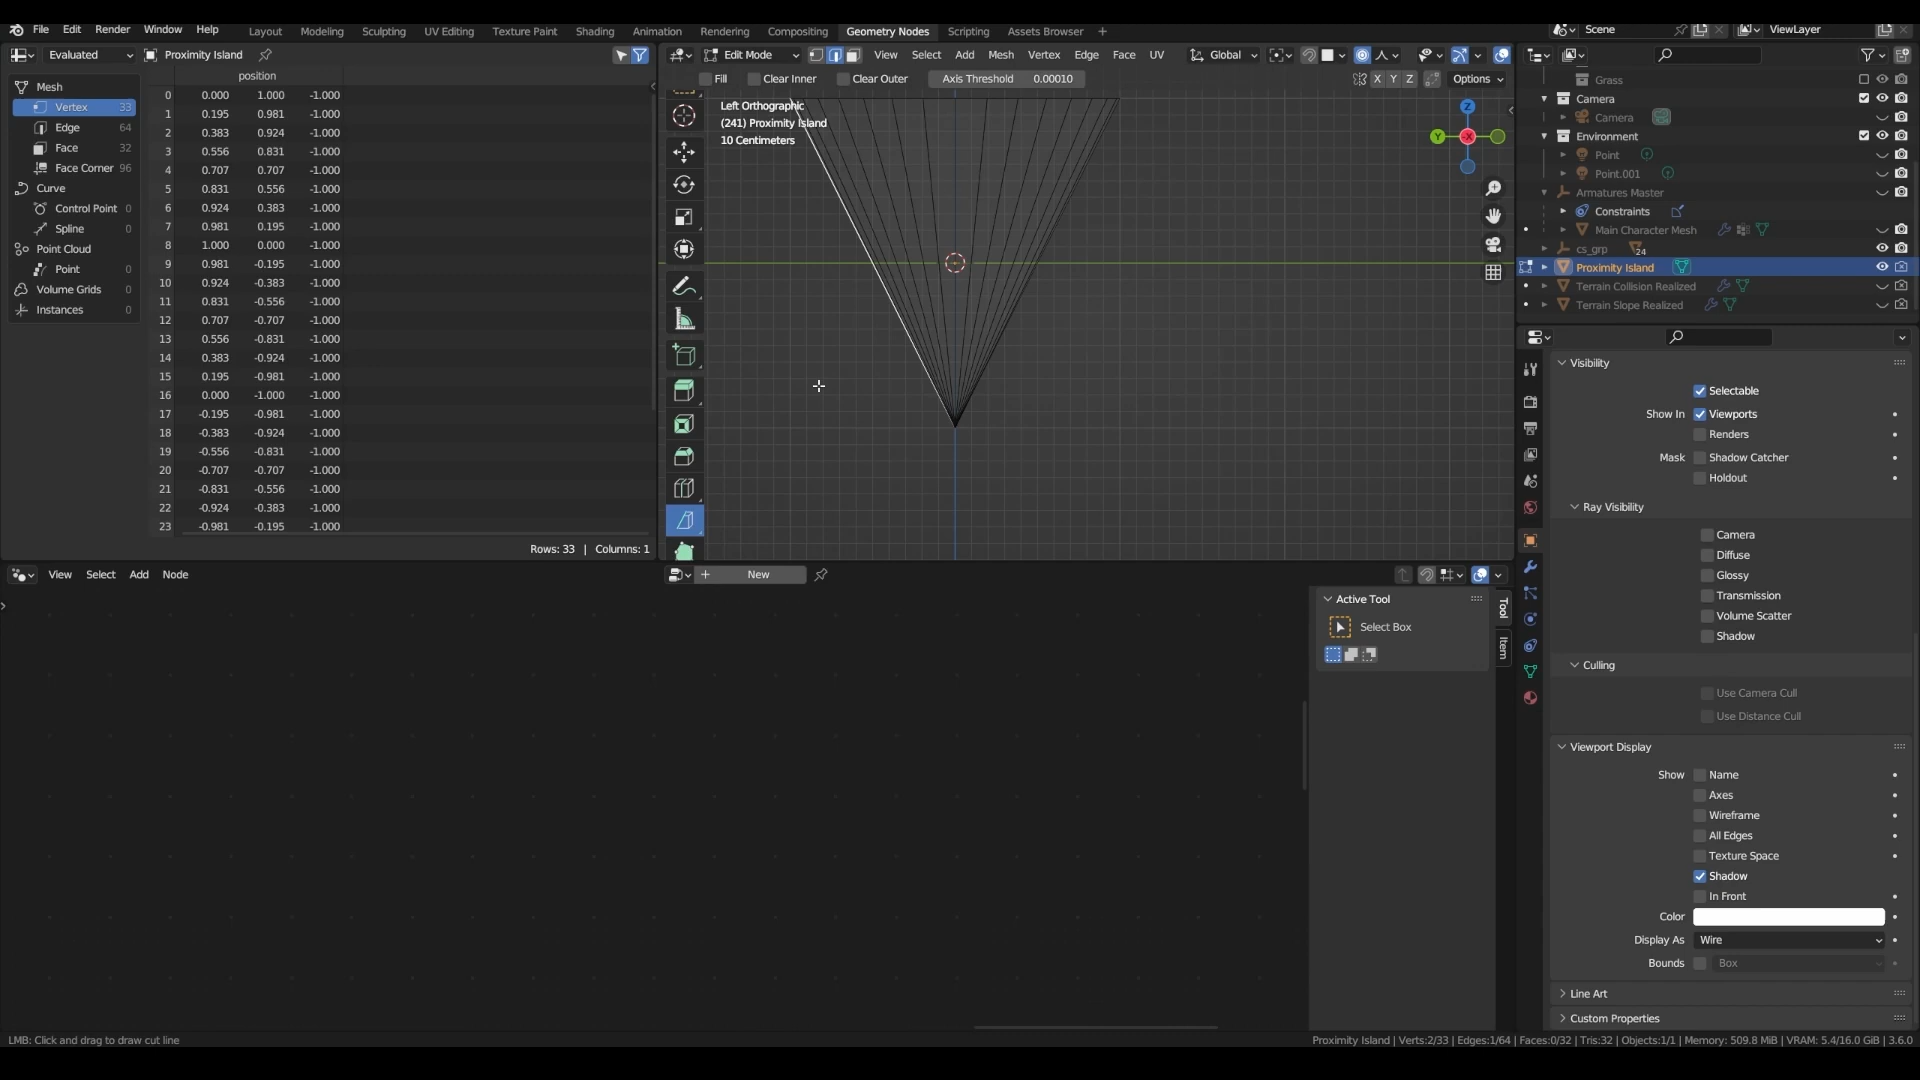 File Edit Render Window Help Layout Modeling Sculpting UV Editing Texture Paint Shading Animation Rendering Compositing Geometry Nodes Scripting Assets Browser + Scene ViewLayer
Evaluated Proximity Island
Edit Mode View Select Add Mesh Vertex Edge Face UV Global
Fill Clear Inner Clear Outer Axis Threshold 0.00010 X Y Z Options
Mesh
Vertex 33
Edge 64
Face 32
Face Corner 96
Curve
Control Point 0
Spline 0
Point Cloud
Point 0
Volume Grids 0
Instances 0
position
0 0.000 1.000 -1.000
1 0.195 0.981 -1.000
2 0.383 0.924 -1.000
3 0.556 0.831 -1.000
4 0.707 0.707 -1.000
5 0.831 0.556 -1.000
6 0.924 0.383 -1.000
7 0.981 0.195 -1.000
8 1.000 0.000 -1.000
9 0.981 -0.195 -1.000
10 0.924 -0.383 -1.000
11 0.831 -0.556 -1.000
12 0.707 -0.707 -1.000
13 0.556 -0.831 -1.000
14 0.383 -0.924 -1.000
15 0.195 -0.981 -1.000
16 0.000 -1.000 -1.000
17 -0.195 -0.981 -1.000
18 -0.383 -0.924 -1.000
19 -0.556 -0.831 -1.000
20 -0.707 -0.707 -1.000
21 -0.831 -0.556 -1.000
22 -0.924 -0.383 -1.000
23 -0.981 -0.195 -1.000
Rows: 33 | Columns: 1
Left Orthographic
(241) Proximity Island
10 Centimeters
Z
Y
-X
Grass
Camera
Camera
Environment
Point
Point.001
Armatures Master
Constraints
Main Character Mesh
cs_grp 24
Proximity Island
Terrain Collision Realized
Terrain Slope Realized
Visibility
Selectable
Show In Viewports
Renders
Mask Shadow Catcher
Holdout
Ray Visibility
Camera
Diffuse
Glossy
Transmission
Volume Scatter
Shadow
Culling
Use Camera Cull
Use Distance Cull
Viewport Display
Show Name
Axes
Wireframe
All Edges
Texture Space
Shadow
In Front
Color
Display As Wire
Bounds Box
Line Art
Custom Properties
View Select Add Node
+ New
Active Tool
Select Box
Tool
Item
LMB: Click and drag to draw cut line
Proximity Island | Verts:2/33 | Edges:1/64 | Faces:0/32 | Tris:32 | Objects:1/1 | Memory: 509.8 MiB | VRAM: 5.4/16.0 GiB | 3.6.0